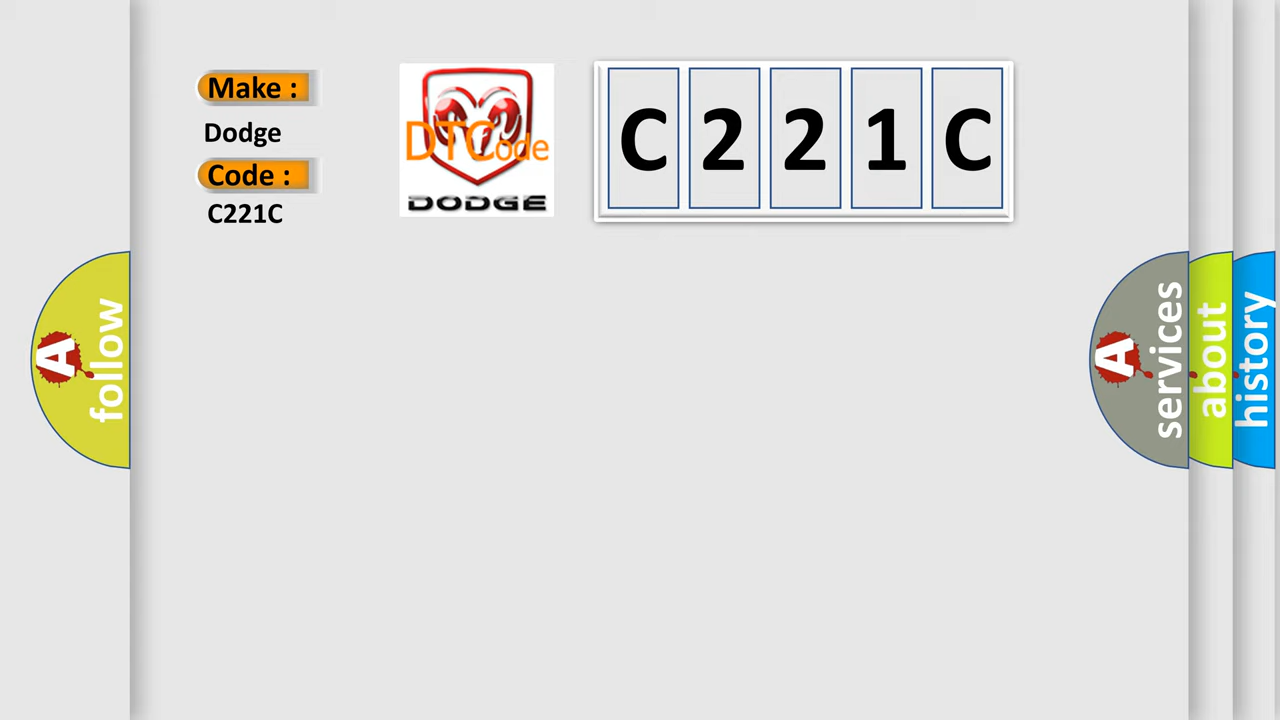 Make :
Dodge
Code :
C221C
DTCode
DODGE
C 2 2 1 C
A follow
A services
about
history